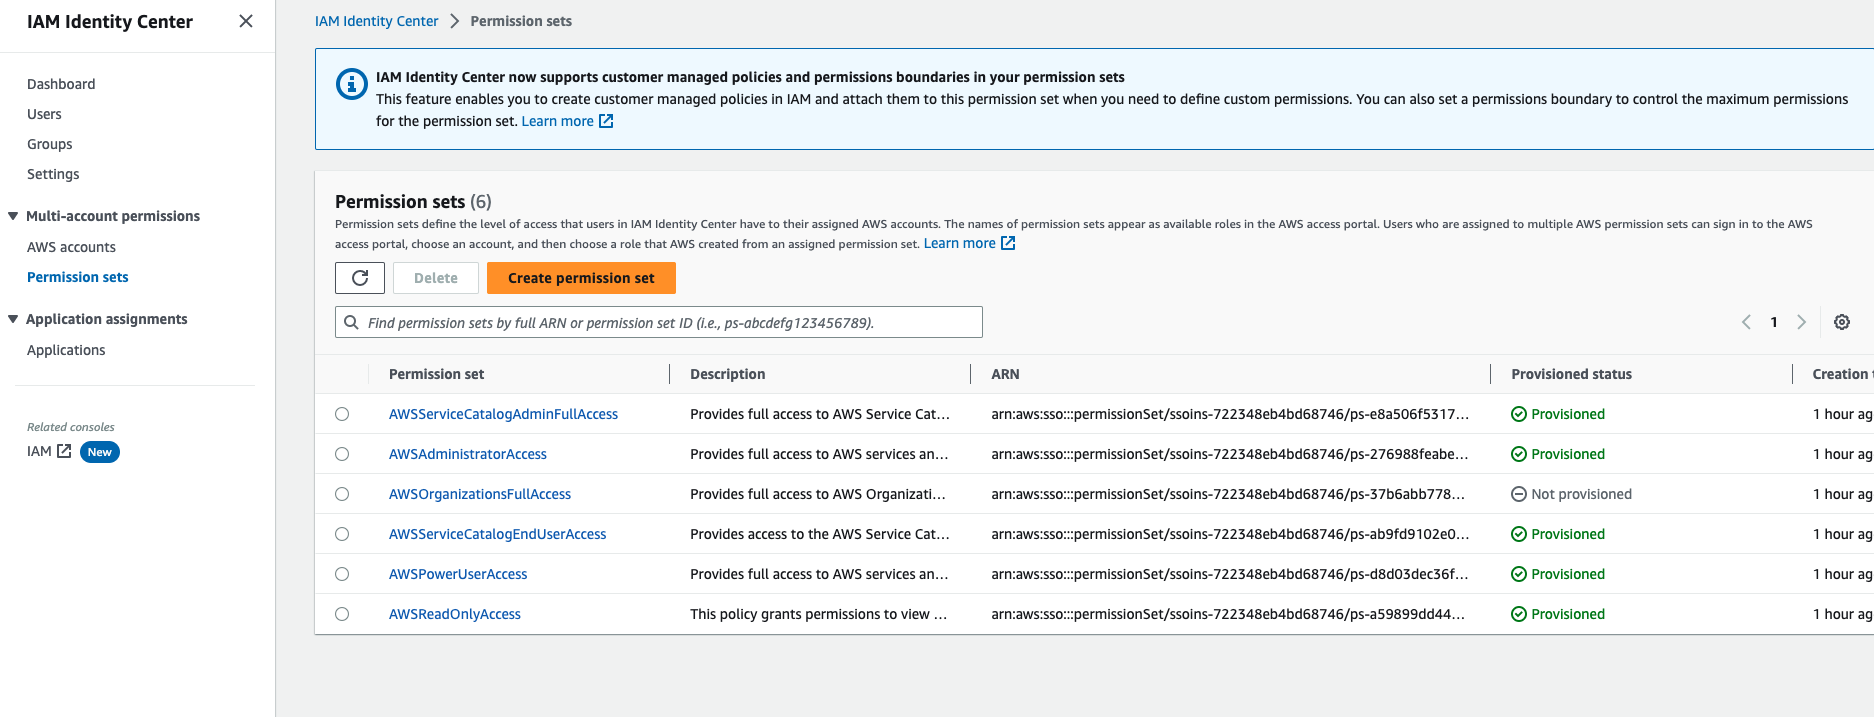 IAM Identity Center
Dashboard
Users
Groups
Settings
Multi-account permissions
AWS accounts
Permission sets
Application assignments
Applications
Related consoles
IAM New
IAM Identity Center > Permission sets
IAM Identity Center now supports customer managed policies and permissions boundaries in your permission sets
This feature enables you to create customer managed policies in IAM and attach them to this permission set when you need to define custom permissions. You can also set a permissions boundary to control the maximum permissions
for the permission set. Learn more
Permission sets (6)
Permission sets define the level of access that users in IAM Identity Center have to their assigned AWS accounts. The names of permission sets appear as available roles in the AWS access portal. Users who are assigned to multiple AWS permission sets can sign in to the AWS
access portal, choose an account, and then choose a role that AWS created from an assigned permission set. Learn more
Delete Create permission set
Find permission sets by full ARN or permission set ID (i.e., ps-abcdefg123456789). 1
Permission set Description ARN Provisioned status Creation t
AWSServiceCatalogAdminFullAccess Provides full access to AWS Service Cat... arn:aws:sso:::permissionSet/ssoins-722348eb4bd68746/ps-e8a506f5317... Provisioned 1 hour ag
AWSAdministratorAccess Provides full access to AWS services an... arn:aws:sso:::permissionSet/ssoins-722348eb4bd68746/ps-276988feabe... Provisioned 1 hour ag
AWSOrganizationsFullAccess Provides full access to AWS Organizati... arn:aws:sso:::permissionSet/ssoins-722348eb4bd68746/ps-37b6abb778... Not provisioned 1 hour ag
AWSServiceCatalogEndUserAccess Provides access to the AWS Service Cat... arn:aws:sso:::permissionSet/ssoins-722348eb4bd68746/ps-ab9fd9102e0... Provisioned 1 hour ag
AWSPowerUserAccess Provides full access to AWS services an... arn:aws:sso:::permissionSet/ssoins-722348eb4bd68746/ps-d8d03dec36f... Provisioned 1 hour ag
AWSReadOnlyAccess This policy grants permissions to view ... arn:aws:sso:::permissionSet/ssoins-722348eb4bd68746/ps-a59899dd44... Provisioned 1 hour ag